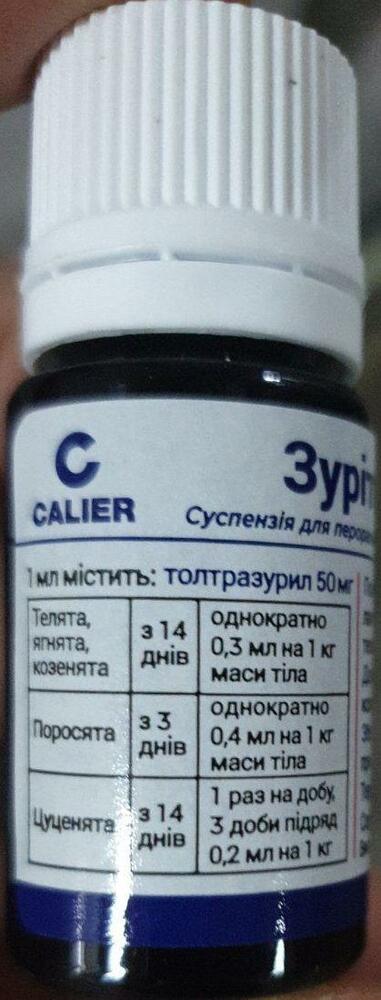 CALIER
Суспензія для
1 мл містить: толтразурил 50 мг
Телята,
ягнята,
козенята
з 14
днів
однократно
0,3 мл на 1 кг
маси тіла
Поросята
з 3
днів
однократно
0,4 мл на 1 кг
маси тіла
Цуценята
з 14
днів
1 раз на добу,
3 доби підряд
0,2 мл на 1 кг